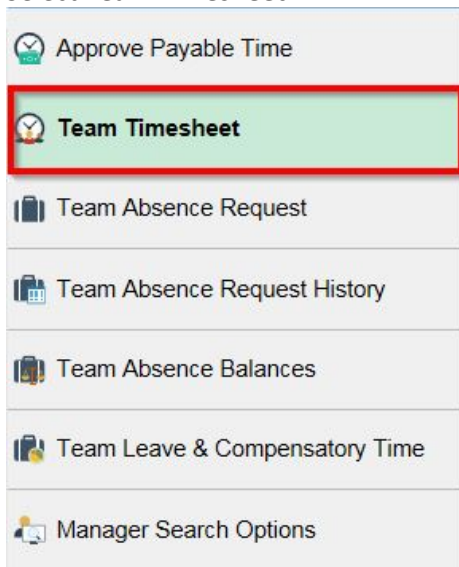 Approve Payable Time
Team Timesheet
Team Absence Request
Team Absence Request History
Team Absence Balances
Team Leave & Compensatory Time
Manager Search Options